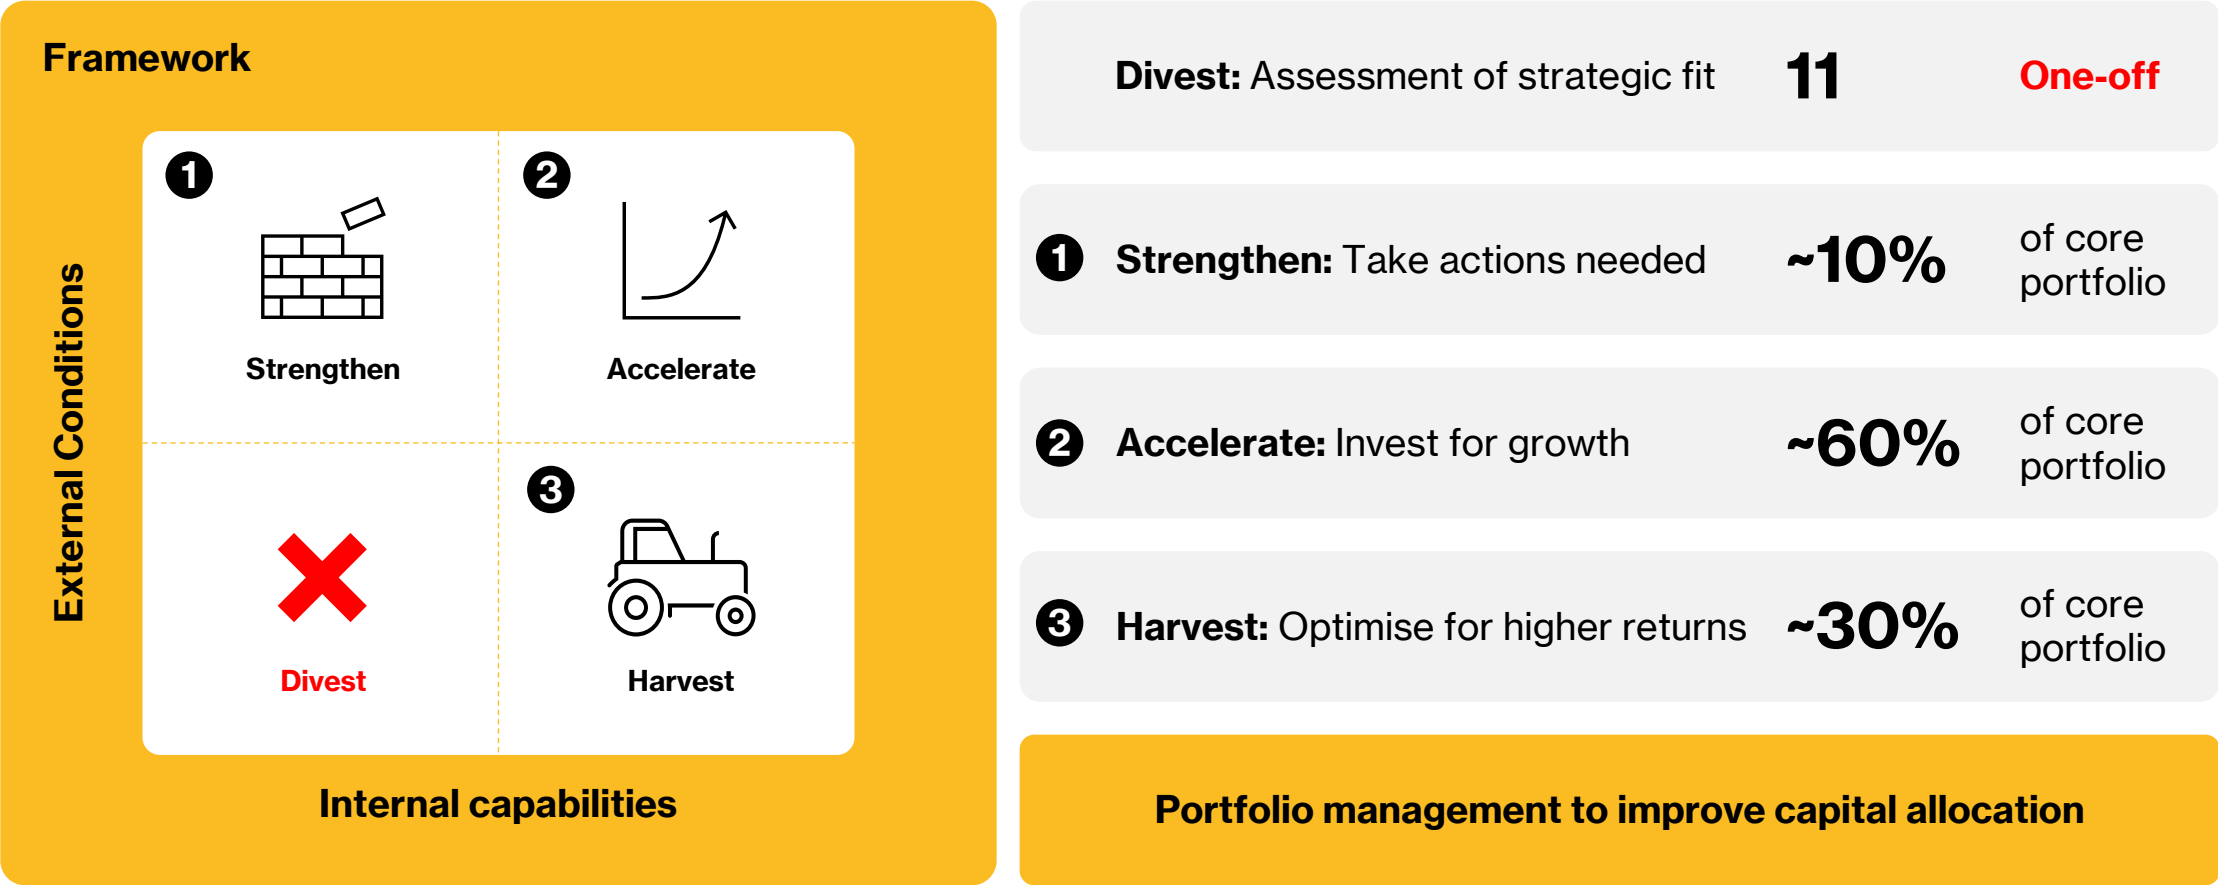 Framework
External Conditions
1
Strengthen
2
Accelerate
Divest
3
Harvest
Internal capabilities
Divest: Assessment of strategic fit 11 One-off
1 Strengthen: Take actions needed ~10% of core
portfolio
2 Accelerate: Invest for growth ~60% of core
portfolio
3 Harvest: Optimise for higher returns ~30% of core
portfolio
Portfolio management to improve capital allocation